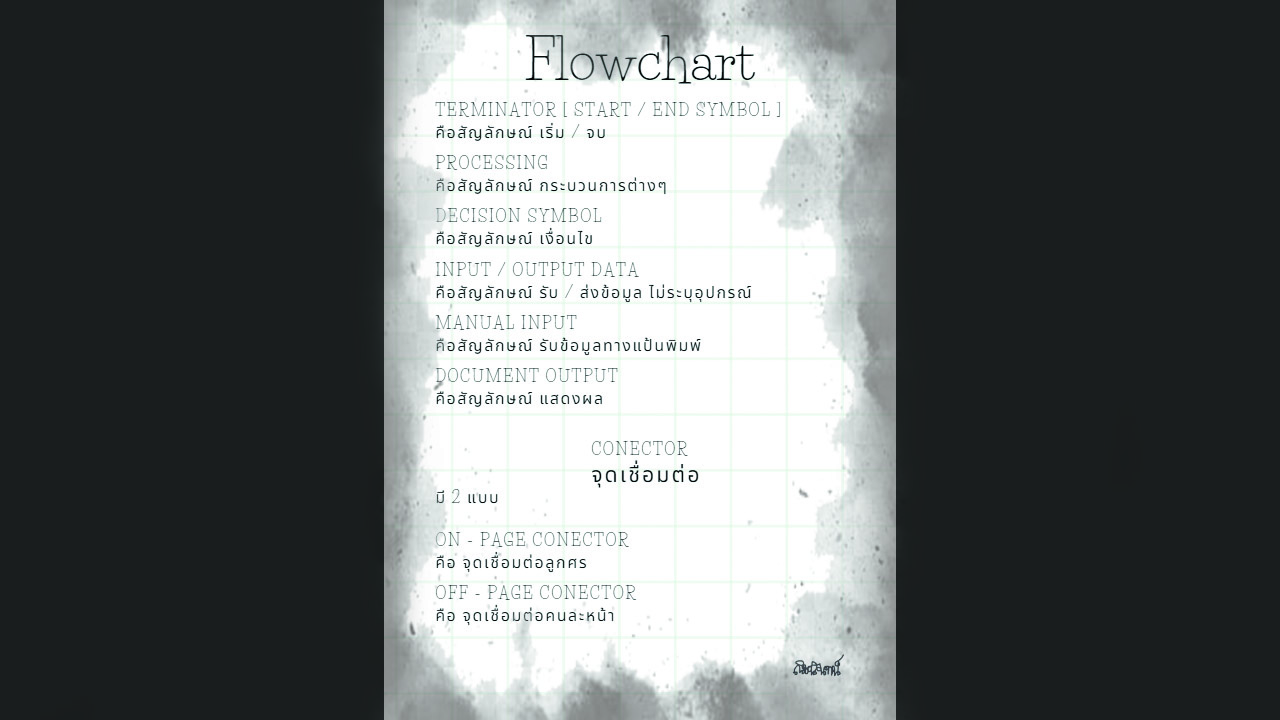 Flowchart
TERMINATOR [ START / END SYMBOL ]
คือสัญลักษณ์ เริ่ม / จบ
PROCESSING
คือสัญลักษณ์ กระบวนการต่างๆ
DECISION SYMBOL
คือสัญลักษณ์ เงื่อนไข
INPUT / OUTPUT DATA
คือสัญลักษณ์ รับ / ส่งข้อมูล ไม่ระบุอุปกรณ์
MANUAL INPUT
คือสัญลักษณ์ รับข้อมูลทางแป้นพิมพ์
DOCUMENT OUTPUT
คือสัญลักษณ์ แสดงผล
CONECTOR
จุดเชื่อมต่อ
มี 2 แบบ
ON - PAGE CONECTOR
คือ จุดเชื่อมต่อลูกศร
OFF - PAGE CONECTOR
คือ จุดเชื่อมต่อคนละหน้า